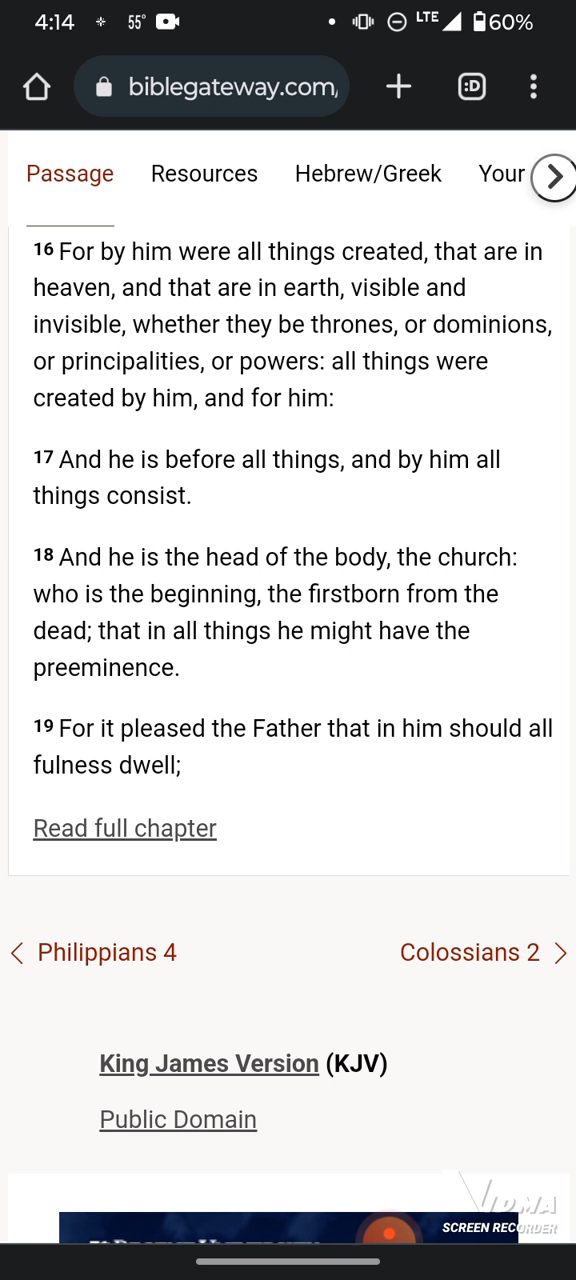 4:14 55° LTE 60%
biblegateway.com, :D
Passage Resources Hebrew/Greek Your
16 For by him were all things created, that are in
heaven, and that are in earth, visible and
invisible, whether they be thrones, or dominions,
or principalities, or powers: all things were
created by him, and for him:
17 And he is before all things, and by him all
things consist.
18 And he is the head of the body, the church:
who is the beginning, the firstborn from the
dead; that in all things he might have the
preeminence.
19 For it pleased the Father that in him should all
fulness dwell;
Read full chapter
Philippians 4 Colossians 2
King James Version (KJV)
Public Domain
VIDMA
SCREEN RECORDER